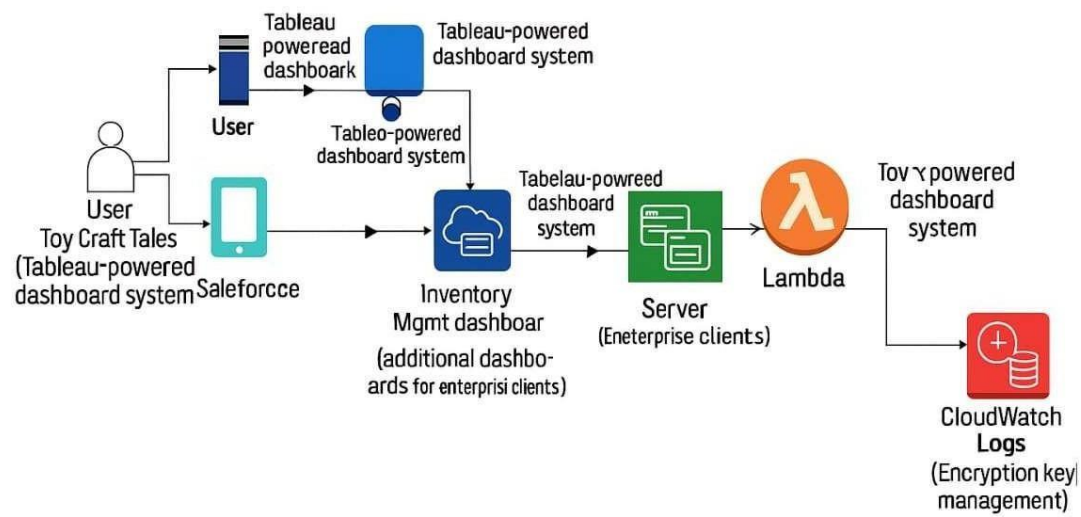 Tableau
poweread
dashboark
Tableau-powered
dashboard system
User
Tableo-powered
dashboard system
User
Toy Craft Tales
(Tableau-powered
dashboard system
Saleforcce
Tabelau-powreed
dashboard
system
Inventory
Mgmt dashboar
(additional dashbo-
ards for enterprisi clients)
Server
(Eneterprise clients)
Lambda
powered
dashboard
system
CloudWatch
Logs
(Encryption key
management)